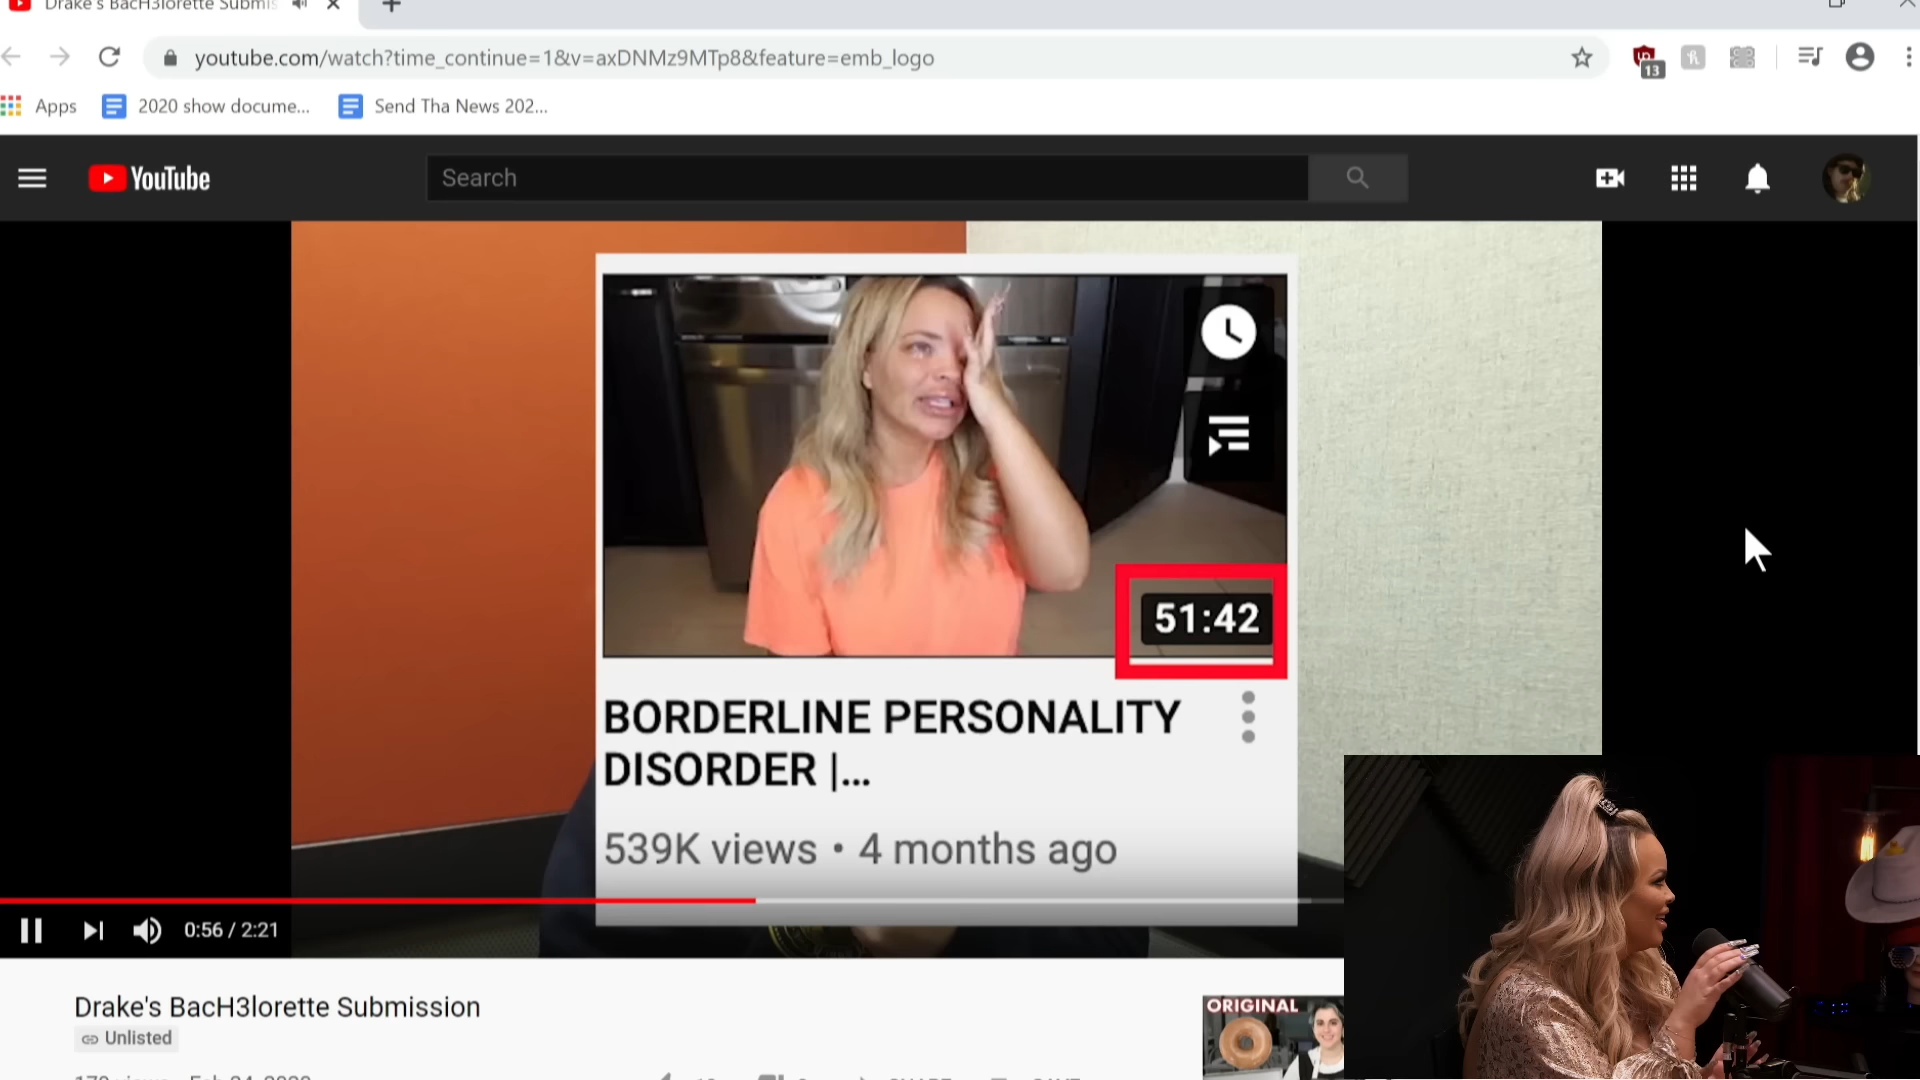 Drake's BacH3lorette Submis
youtube.com/watch?time_continue=1&v=axDNMz9MTp8&feature=emb_logo
13
Apps
2020 show docume...
Send Tha News 202...
YouTube
Search
51:42
BORDERLINE PERSONALITY
DISORDER |...
539K views • 4 months ago
0:56 / 2:21
Drake's BacH3lorette Submission
Unlisted
ORIGINAL